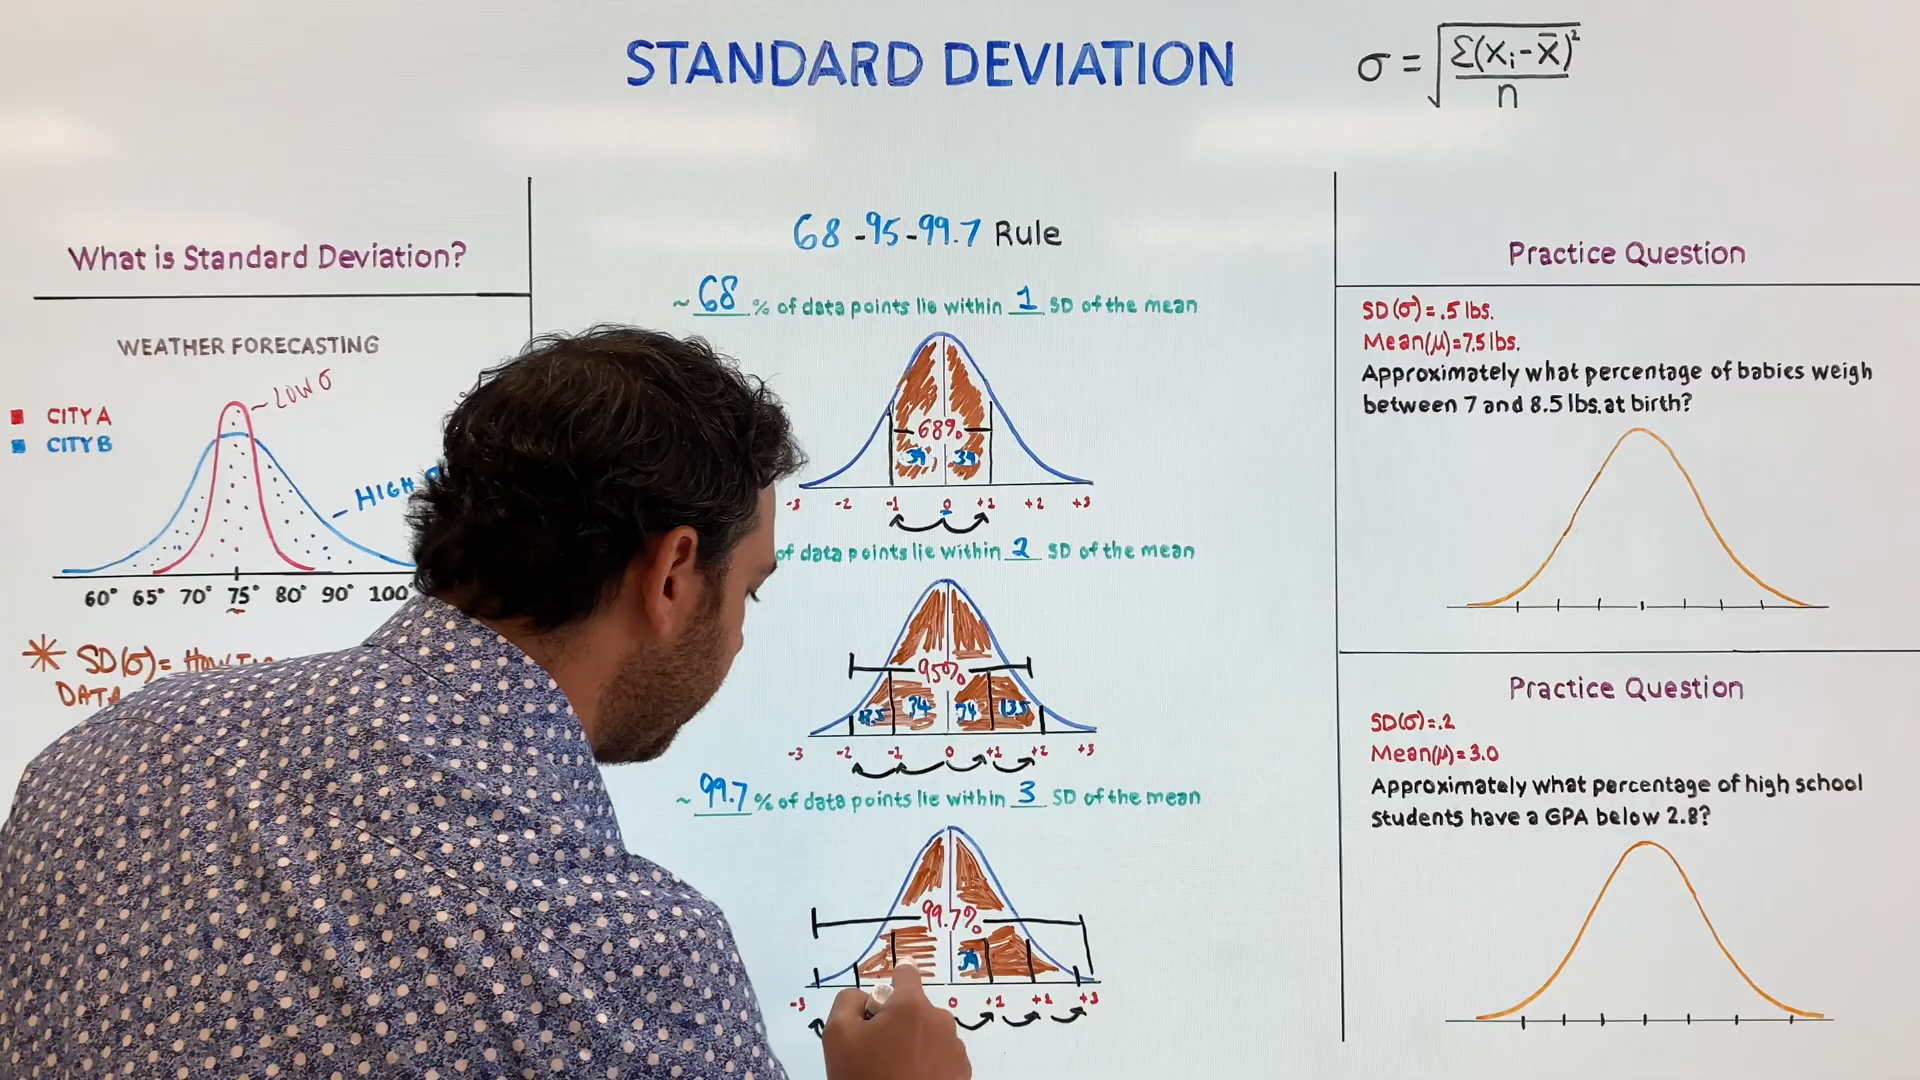 STANDARD DEVIATION
σ = √Σ(xᵢ-x̄)²/n
What is Standard Deviation?
WEATHER FORECASTING
LOW σ
CITY A
CITY B
HIGH
60° 65° 70° 75° 80° 90° 100°
SD(σ)=
DATA
68-95-99.7 Rule
~68% of data points lie within 1 SD of the mean
68%
34 34
-3 -2 -1 0 +1 +2 +3
of data points lie within 2 SD of the mean
95%
13.5 34 34 13.5
-3 -2 -1 0 +1 +2 +3
~99.7% of data points lie within 3 SD of the mean
99.7%
34
-3 0 +1 +2 +3
Practice Question
SD(σ)=.5 lbs.
Mean(μ)=7.5 lbs.
Approximately what percentage of babies weigh
between 7 and 8.5 lbs. at birth?
Practice Question
SD(σ)=.2
Mean(μ)=3.0
Approximately what percentage of high school
students have a GPA below 2.8?